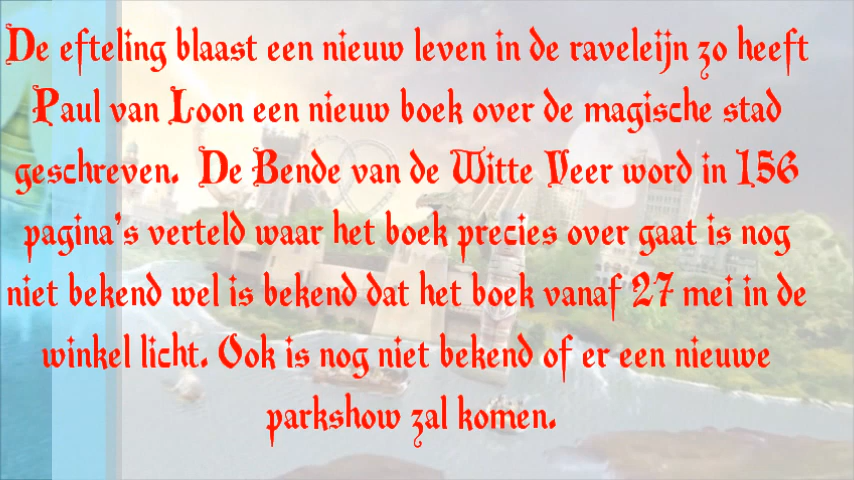 De efteling blaast een nieuw leven in de raveleijn zo heeft
Paul van Loon een nieuw boek over de magische stad
geschreven. De Bende van de Witte Veer word in 156
pagina's verteld waar het boek precies over gaat is nog
niet bekend wel is bekend dat het boek vanaf 27 mei in de
winkel licht. Ook is nog niet bekend of er een nieuwe
parkshow zal komen.